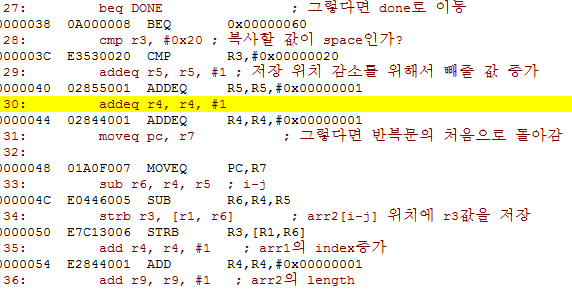 27: beq DONE ; 그렇다면 done로 이동
0000038 0A000008 BEQ 0x00000060
28: cmp r3, #0x20 ; 복사할 값이 space인가?
000003C E3530020 CMP R3,#0x00000020
29: addeq r5, r5, #1 ; 저장 위치 감소를 위해서 빼줄 값 증가
0000040 02855001 ADDEQ R5,R5,#0x00000001
30: addeq r4, r4, #1
0000044 02844001 ADDEQ R4,R4,#0x00000001
31: moveq pc, r7 ; 그렇다면 반복문의 처음으로 돌아감
32:
0000048 01A0F007 MOVEQ PC,R7
33: sub r6, r4, r5 ; i-j
000004C E0446005 SUB R6,R4,R5
34: strb r3, [r1, r6] ; arr2[i-j] 위치에 r3값을 저장
0000050 E7C13006 STRB R3,[R1,R6]
35: add r4, r4, #1 ; arr1의 index증가
0000054 E2844001 ADD R4,R4,#0x00000001
36: add r9, r9, #1 ; arr2의 length